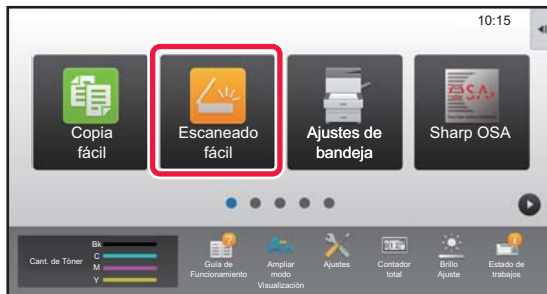 10:15
Copia
fácil
Escaneado
fácil
Ajustes de
bandeja
Sharp OSA
OSA
Cant. de Tóner
Bk
C
M
Y
Guía de
Funcionamiento
Ampliar
modo
Visualización
Ajustes
Contador
total
Brillo
Ajuste
Estado de
trabajos